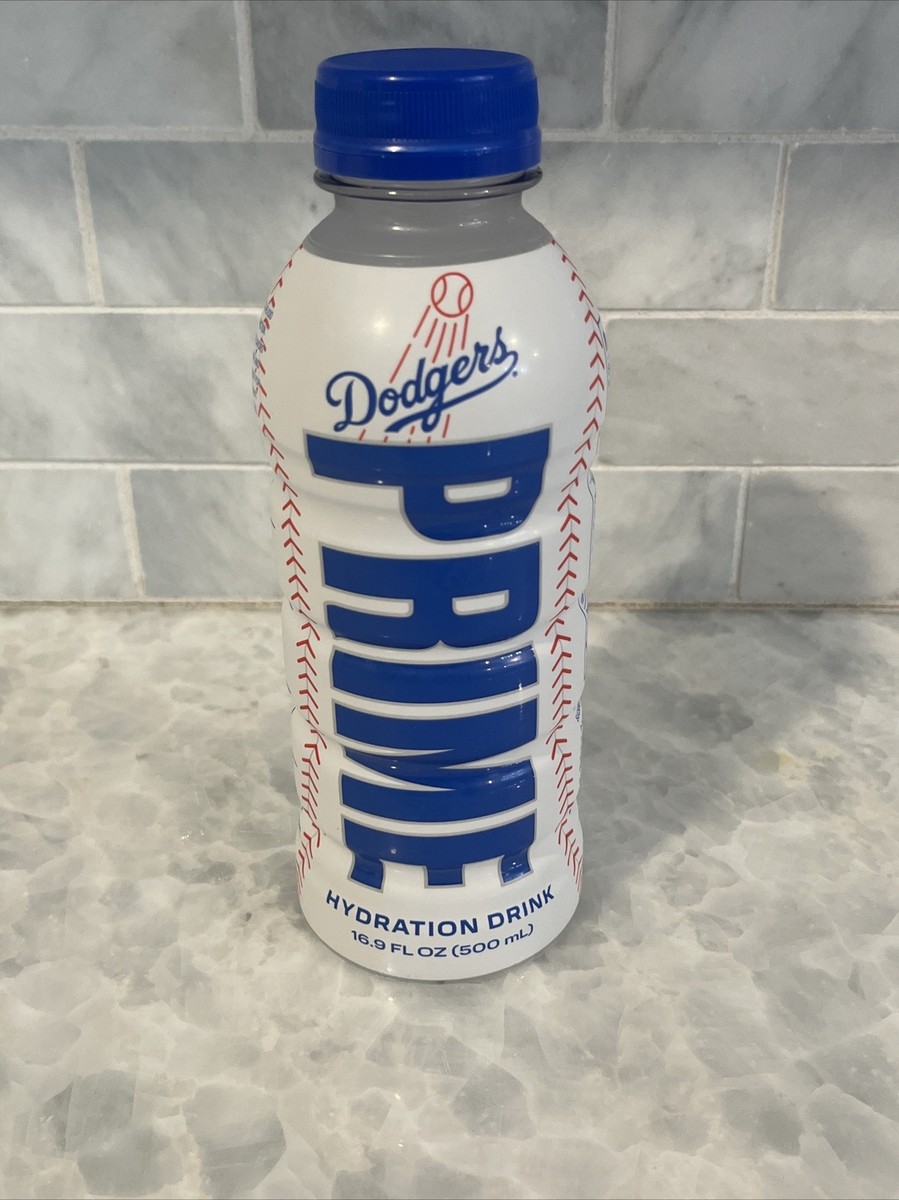 Dodgers
PRIME
HYDRATION DRINK
16.9 FL OZ (500 mL)